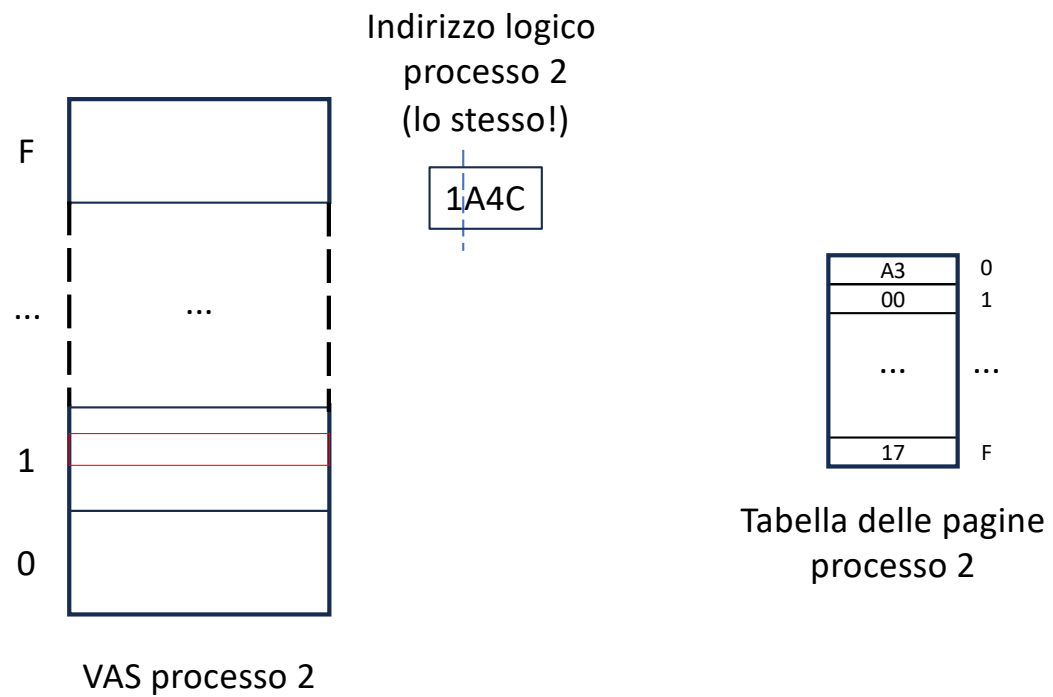 Indirizzo logico
processo 2
(lo stesso!)
1A4C
F
...
...
1
0
VAS processo 2
A3 0
00 1
... ...
17 F
Tabella delle pagine
processo 2